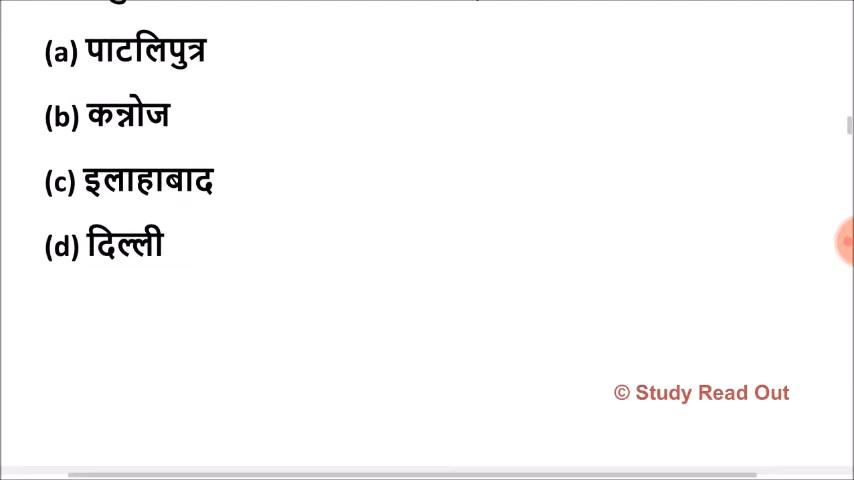 (a) पाटलिपुत्र
(b) कन्नोज
(c) इलाहाबाद
(d) दिल्ली
© Study Read Out